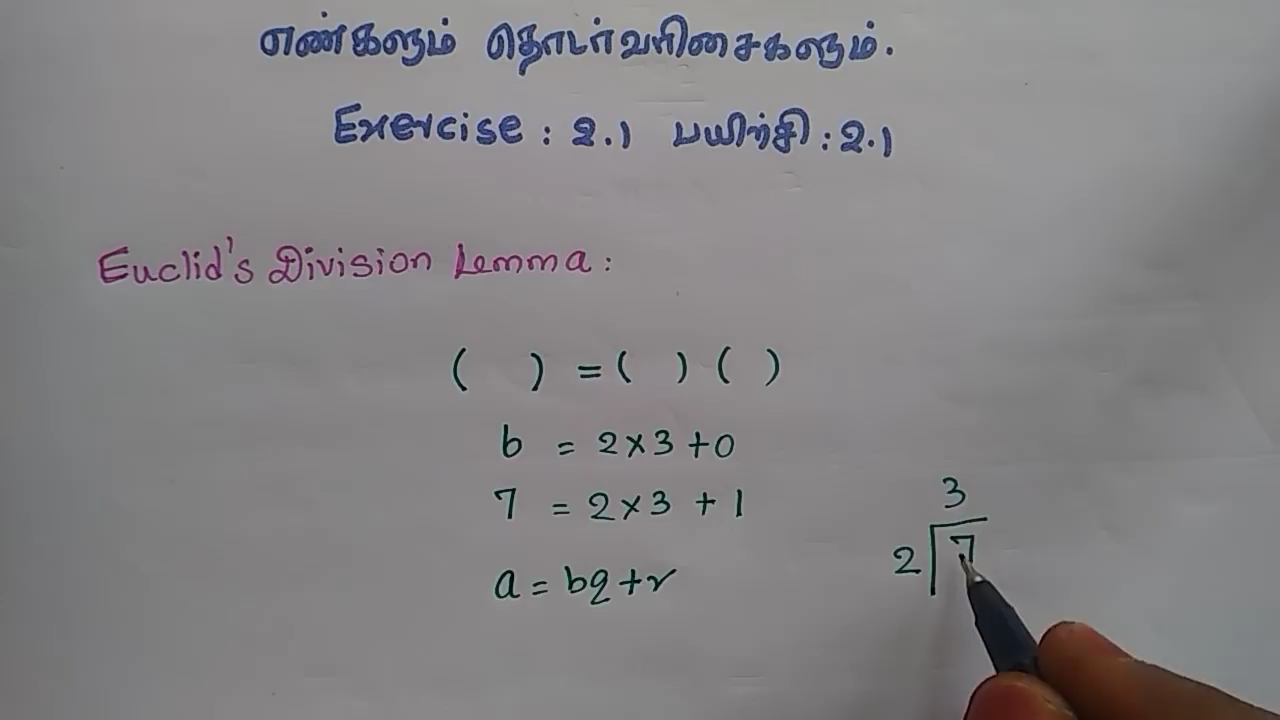 எண்களும் தொடர்வரிசைகளும்.
Exercise : 2.1 பயிற்சி : 2.1
Euclid's Division Lemma :
( ) = ( ) ( )
b = 2×3+0
7 = 2×3 + 1
a = bq+r
3
2 7